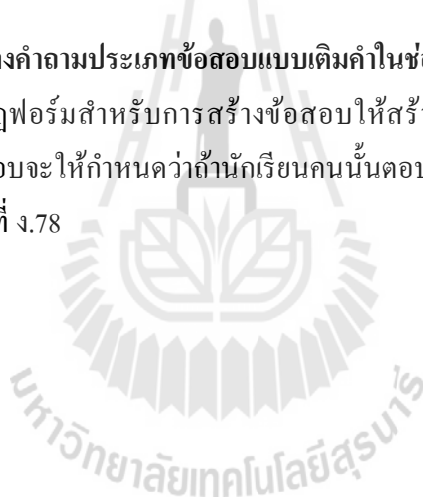 างคำถามประเภทข้อสอบแบบเติมคำในช่อ
ฏฟอร์มสำหรับการสร้างข้อสอบให้สร้า
อบจะให้กำหนดว่าถ้านักเรียนคนนั้นตอบ
ที่ ง.78
มหาวิทยาลัยเทคโนโลยีสุรนารี